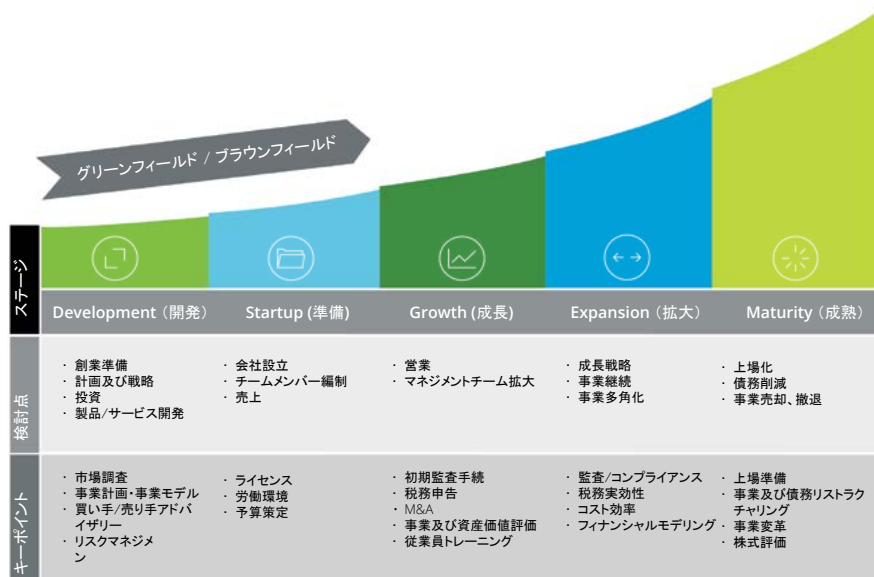 グリーンフィールド / ブラウンフィールド
ステージ
Development（開発）
Startup (準備)
Growth (成長)
Expansion（拡大）
Maturity（成熟）
検討点
· 創業準備
· 計画及び戦略
· 投資
· 製品/サービス開発
· 会社設立
· チームメンバー編制
· 売上
· 営業
· マネジメントチーム拡大
· 成長戦略
· 事業継続
· 事業多角化
· 上場化
· 債務削減
· 事業売却、撤退
キーポイント
· 市場調査
· 事業計画・事業モデル
· 買い手/売り手アドバ
イザリー
· リスクマネジメ
ン
· ライセンス
· 労働環境
· 予算策定
· 初期監査手続
· 税務申告
· M&A
· 事業及び資産価値評価
· 従業員トレーニング
· 監査/コンプライアンス
· 税務実効性
· コスト効率
· フィナンシャルモデリング
· 上場準備
· 事業及び債務リストラク
チャリング
· 事業変革
· 株式評価